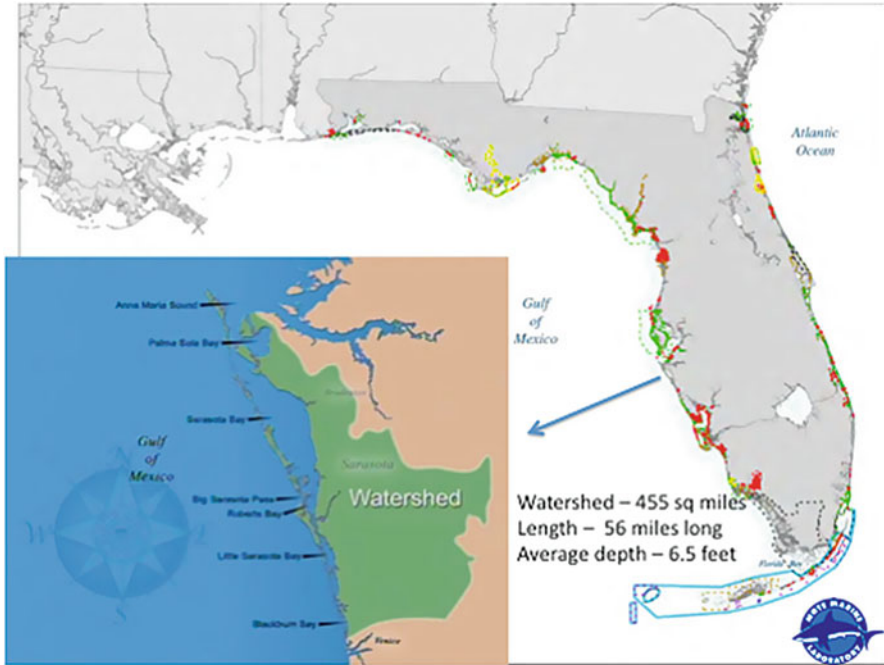 Atlantic
Ocean
Gulf
of
Mexico
Anna Maria Sound
Palma Sola Bay
Sarasota Bay
Gulf
of
Mexico
Sarasota
Watershed
Big Sarasota Pass
Roberts Bay
Little Sarasota Bay
Blackburn Bay
Venice
Watershed – 455 sq miles
Length – 56 miles long
Average depth – 6.5 feet
Florida Bay
MOTE MARINE
LABORATORY